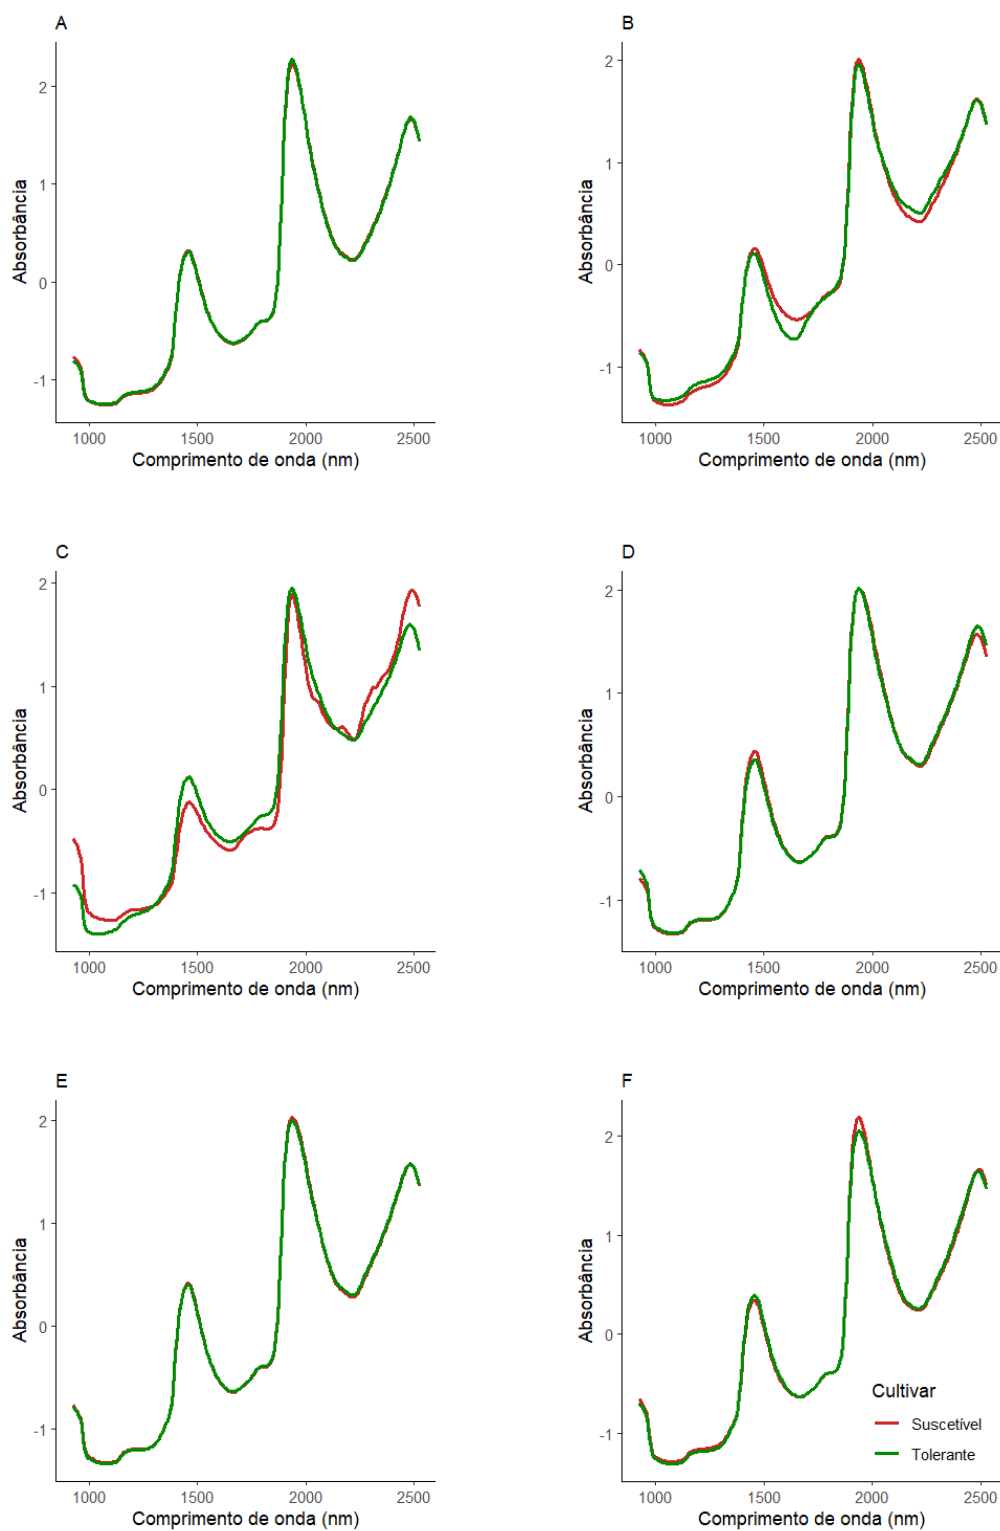 A
2
1
0
-1
Absorbância
1000 1500 2000 2500
Comprimento de onda (nm)
B
2
1
0
-1
Absorbância
1000 1500 2000 2500
Comprimento de onda (nm)
C
2
1
0
-1
Absorbância
1000 1500 2000 2500
Comprimento de onda (nm)
D
2
1
0
-1
Absorbância
1000 1500 2000 2500
Comprimento de onda (nm)
E
2
1
0
-1
Absorbância
1000 1500 2000 2500
Comprimento de onda (nm)
F
2
1
0
-1
Absorbância
1000 1500 2000 2500
Comprimento de onda (nm)
Cultivar
Suscetível
Tolerante